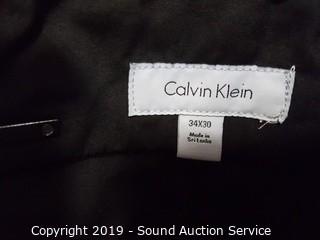 Calvin Klein
34X30
Made in
Sri Lanka
Copyright 2019 - Sound Auction Service